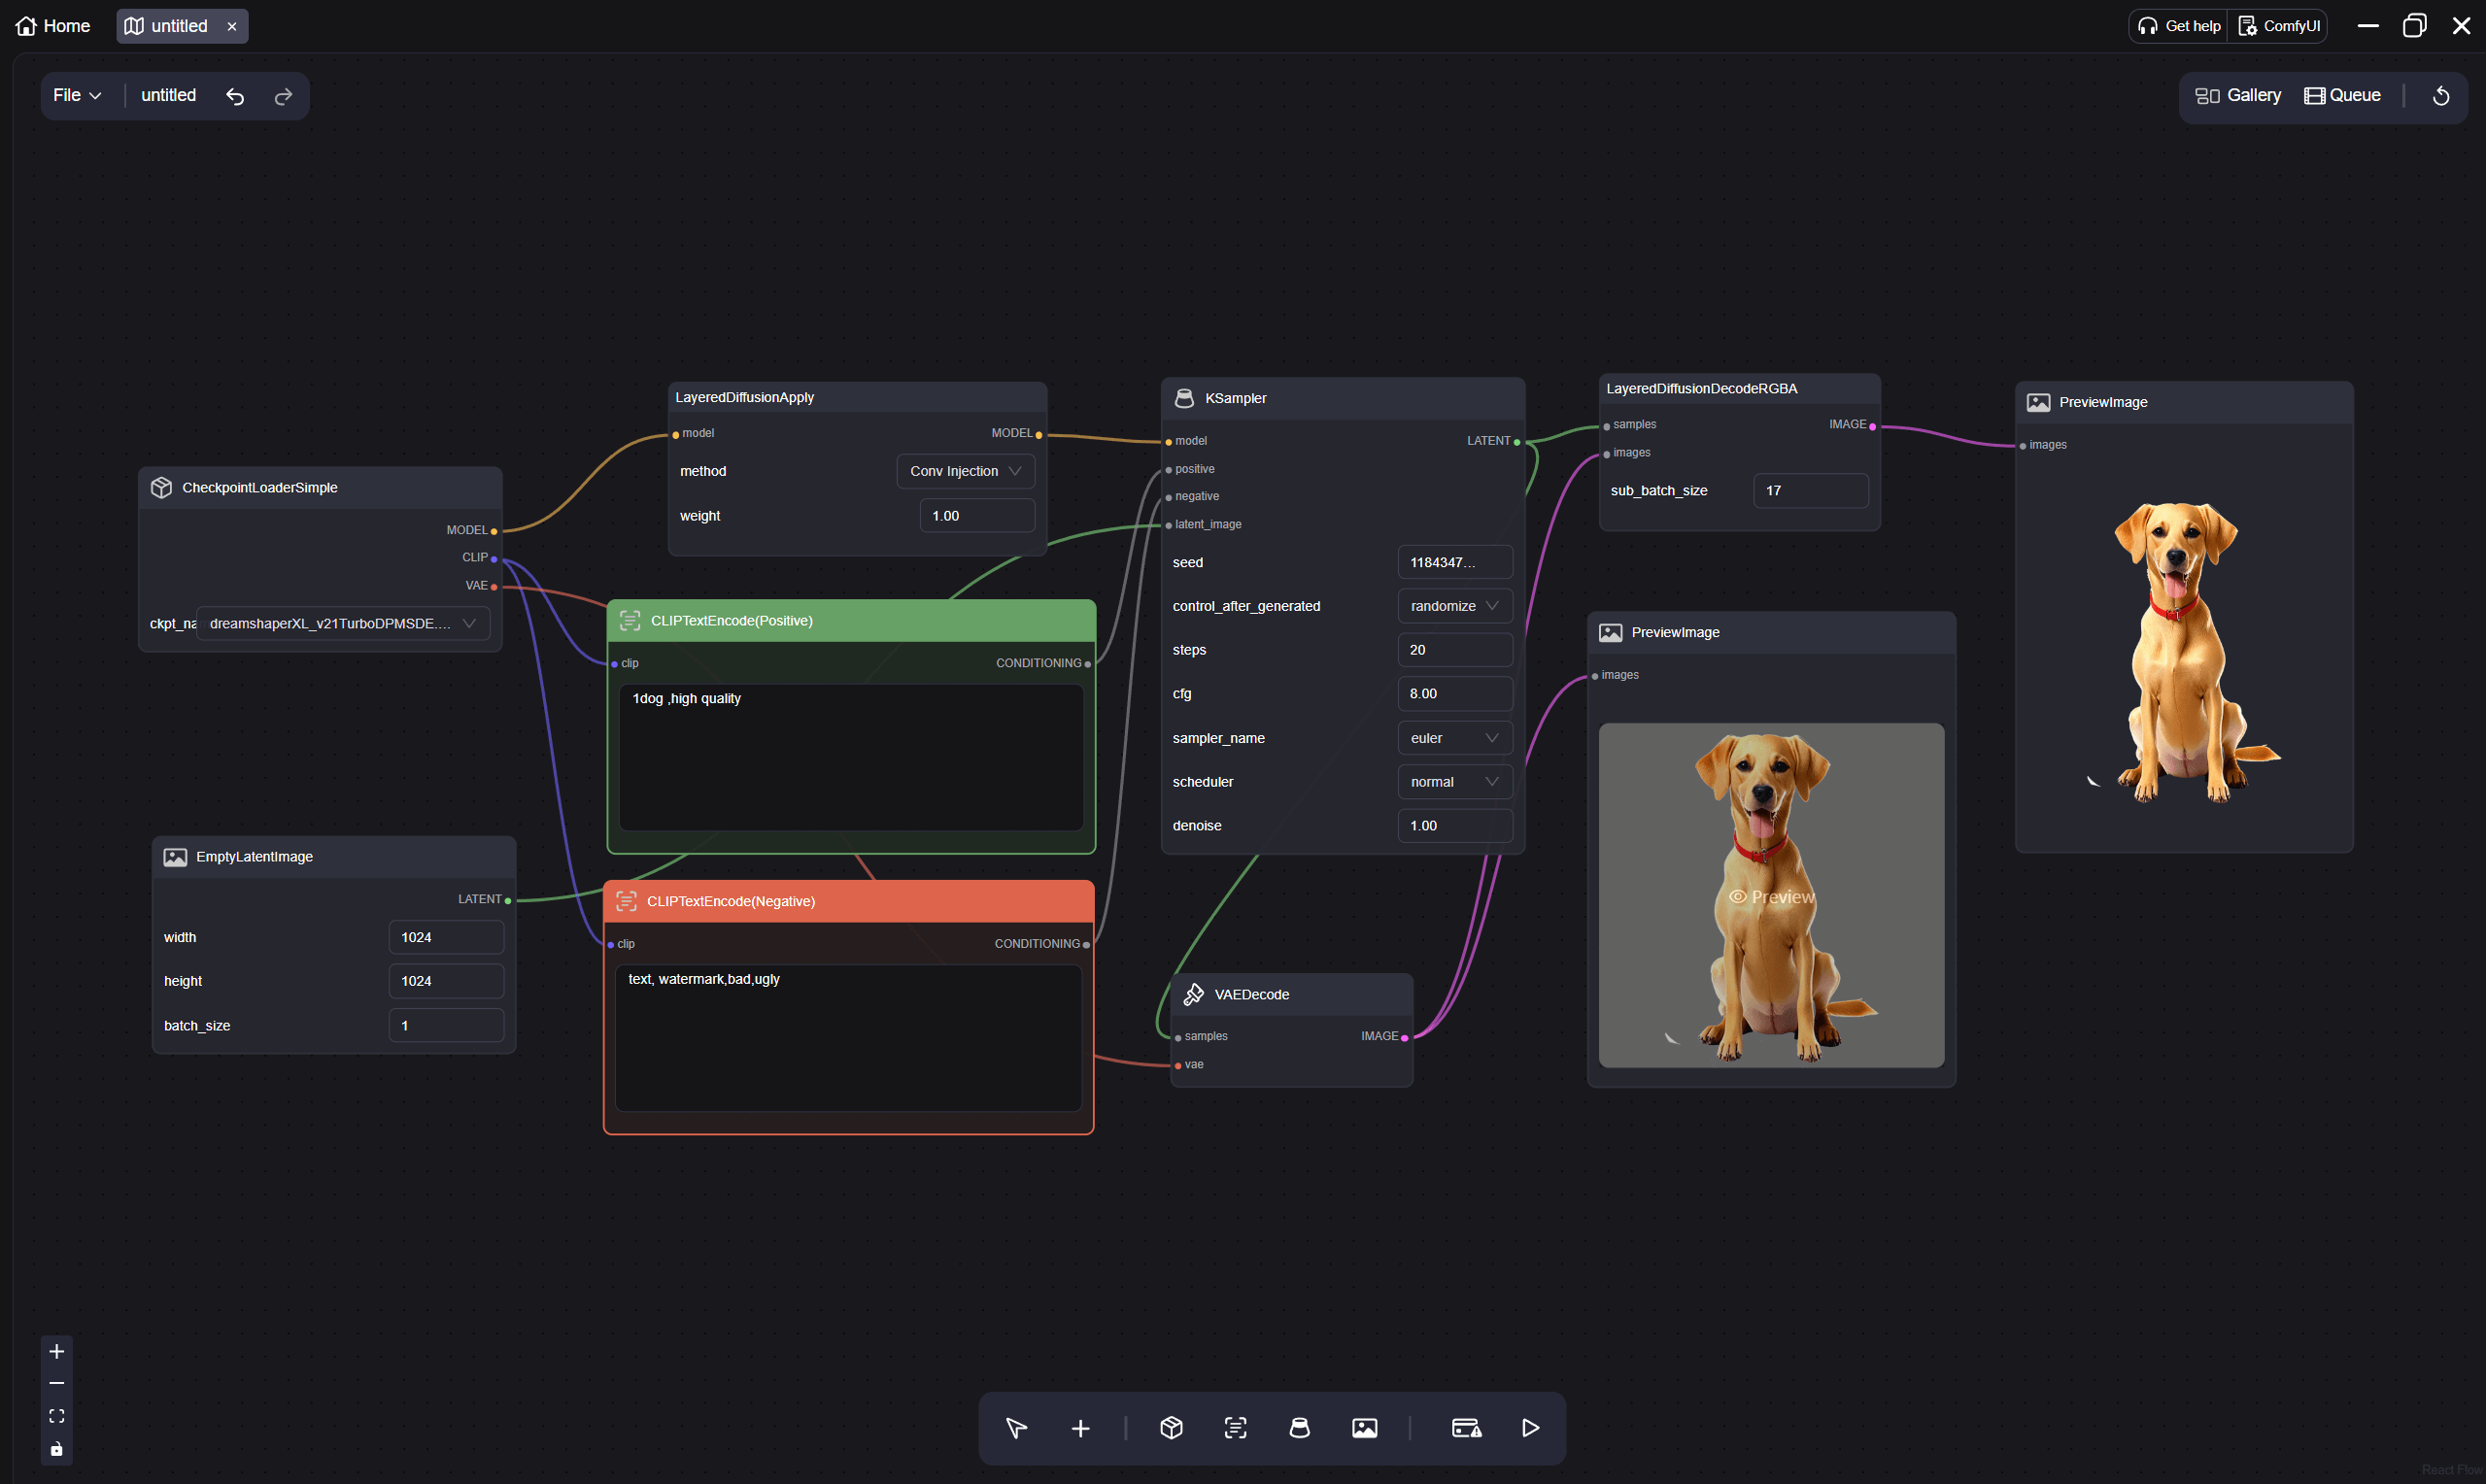 Home
untitled
Get help
ComfyUI
File
untitled
Gallery
Queue
CheckpointLoaderSimple
MODEL
CLIP
VAE
ckpt_na
dreamshaperXL_v21TurboDPMSDE....
EmptyLatentImage
LATENT
width 1024
height 1024
batch_size 1
LayeredDiffusionApply
model MODEL
method Conv Injection
weight 1.00
CLIPTextEncode(Positive)
clip CONDITIONING
1dog ,high quality
CLIPTextEncode(Negative)
clip CONDITIONING
text, watermark,bad,ugly
KSampler
model LATENT
positive
negative
latent_image
seed 1184347...
control_after_generated randomize
steps 20
cfg 8.00
sampler_name euler
scheduler normal
denoise 1.00
VAEDecode
samples IMAGE
vae
LayeredDiffusionDecodeRGBA
samples IMAGE
images
sub_batch_size 17
PreviewImage
images
Preview
PreviewImage
images
React Flow